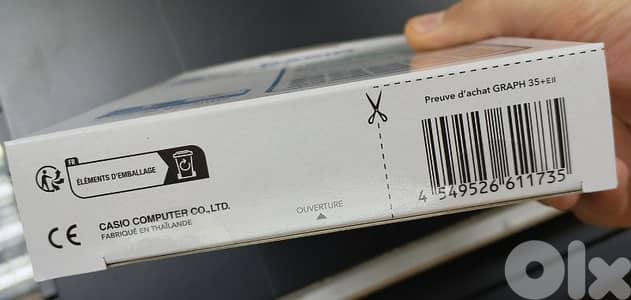 Preuve d'achat GRAPH 35+EII
4 549526 611735
FR
ÉLÉMENTS D'EMBALLAGE
CE
CASIO COMPUTER CO., LTD.
FABRIQUÉ EN THAÏLANDE
OUVERTURE
OLX